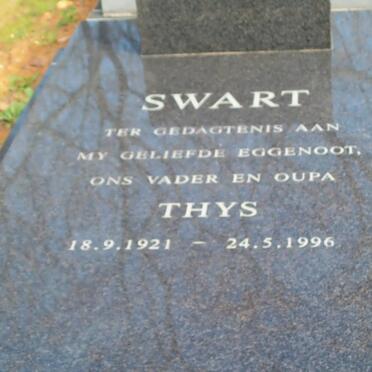 SWART
TER GEDAGTENIS AAN
MY GELIEFDE EGGENOOT,
ONS VADER EN OUPA
THYS
18.9.1921 – 24.5.1996